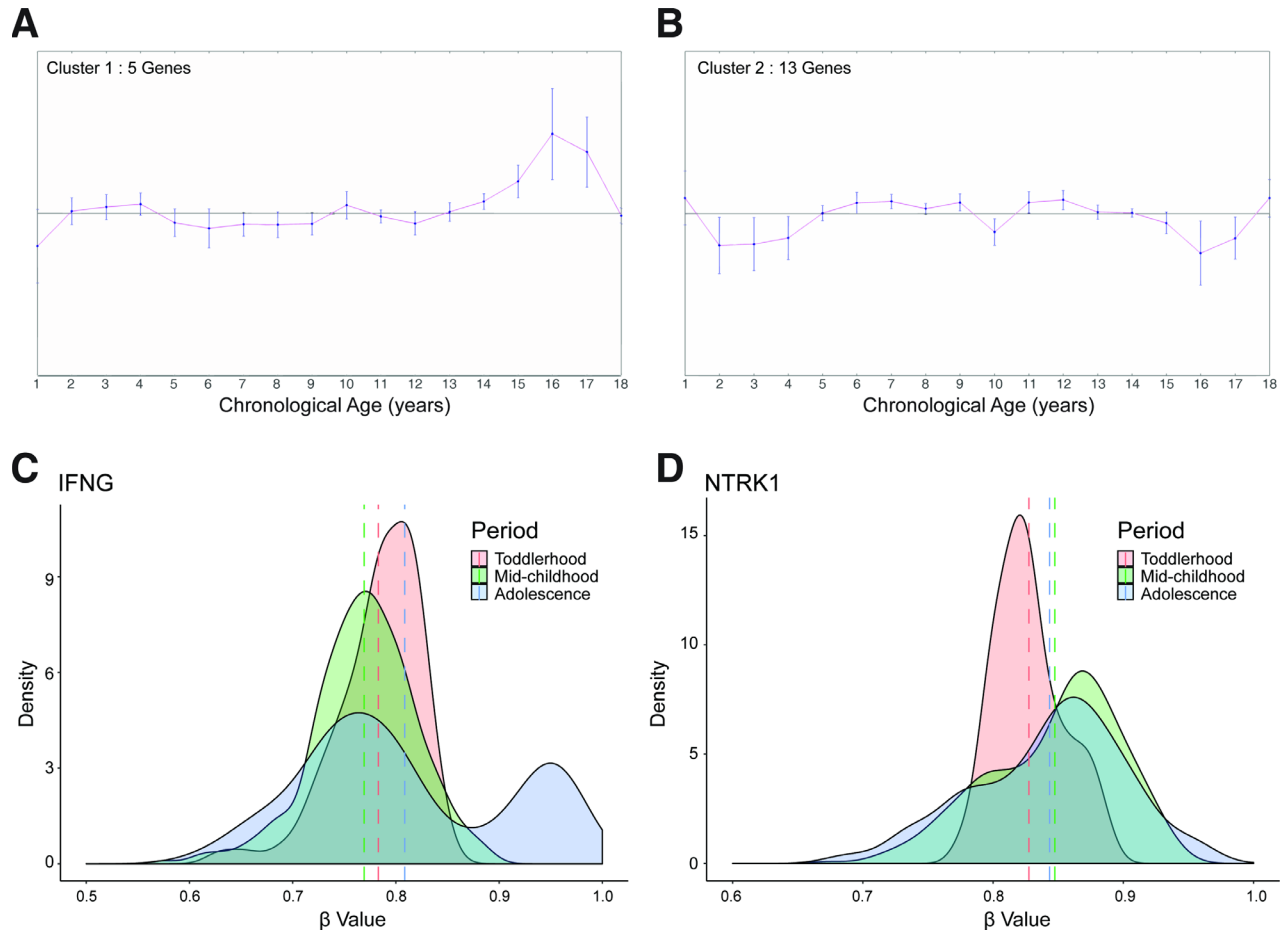 A
Cluster 1 : 5 Genes
1 2 3 4 5 6 7 8 9 10 11 12 13 14 15 16 17 18
Chronological Age (years)
B
Cluster 2 : 13 Genes
1 2 3 4 5 6 7 8 9 10 11 12 13 14 15 16 17 18
Chronological Age (years)
C
IFNG
Period
Toddlerhood
Mid-childhood
Adolescence
9
6
3
0
Density
0.5 0.6 0.7 0.8 0.9 1.0
β Value
D
NTRK1
Period
Toddlerhood
Mid-childhood
Adolescence
15
10
5
0
Density
0.6 0.7 0.8 0.9 1.0
β Value